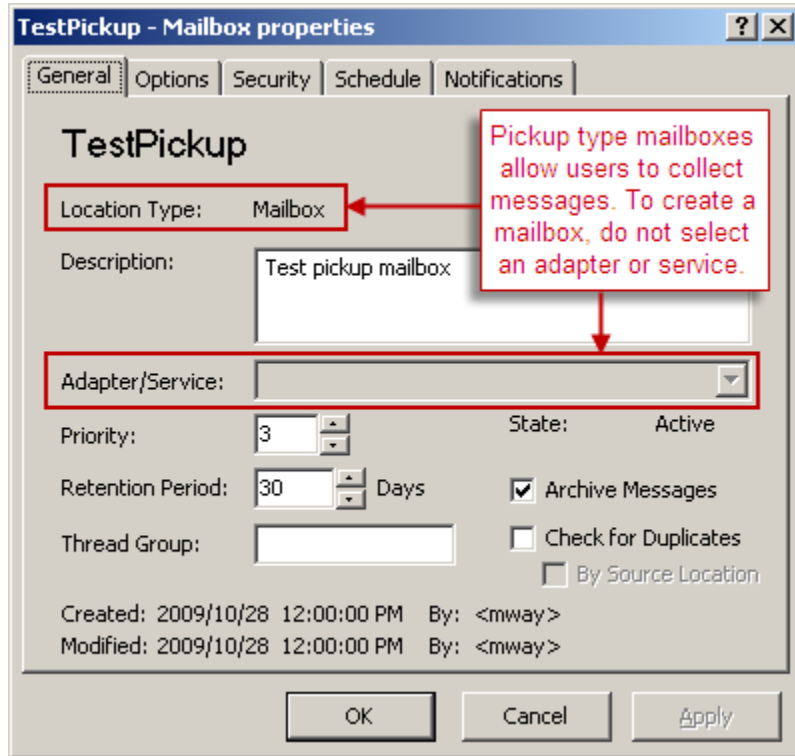 TestPickup - Mailbox properties
General Options Security Schedule Notifications
TestPickup
Pickup type mailboxes
allow users to collect
messages. To create a
mailbox, do not select
an adapter or service.
Location Type: Mailbox
Description: Test pickup mailbox
Adapter/Service:
Priority: 3 State: Active
Retention Period: 30 Days Archive Messages
Thread Group: Check for Duplicates
By Source Location
Created: 2009/10/28 12:00:00 PM By: <mway>
Modified: 2009/10/28 12:00:00 PM By: <mway>
OK Cancel Apply